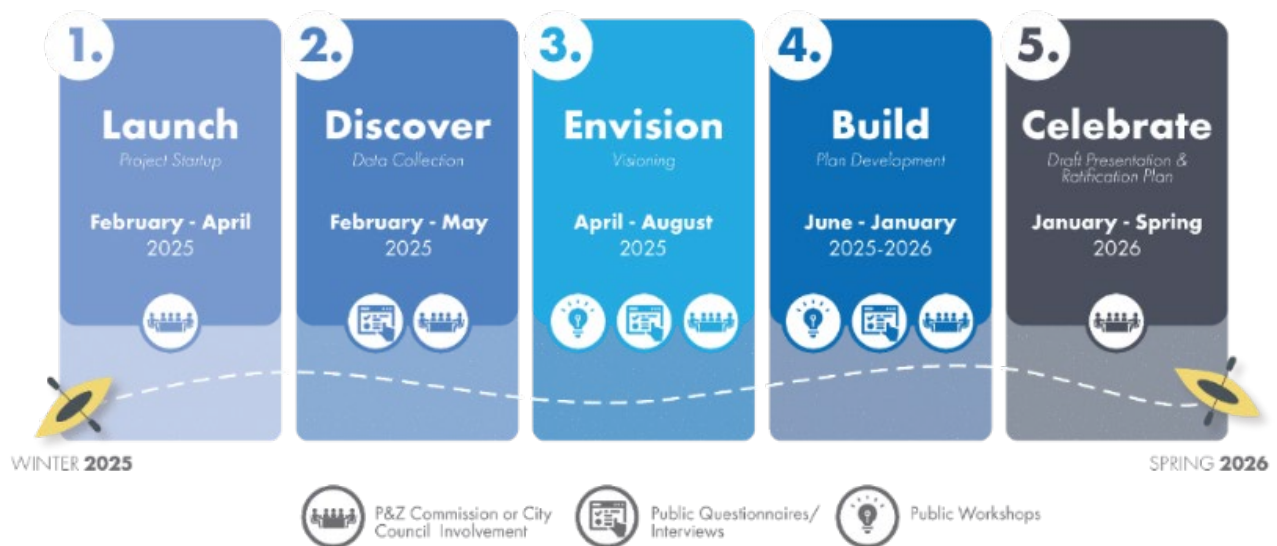 1.
Launch
Project Startup
February - April
2025
2.
Discover
Data Collection
February - May
2025
3.
Envision
Visioning
April - August
2025
4.
Build
Plan Development
June - January
2025-2026
5.
Celebrate
Draft Presentation &
Ratification Plan
January - Spring
2026
WINTER 2025
SPRING 2026
P&Z Commission or City
Council Involvement
Public Questionnaires/
Interviews
Public Workshops